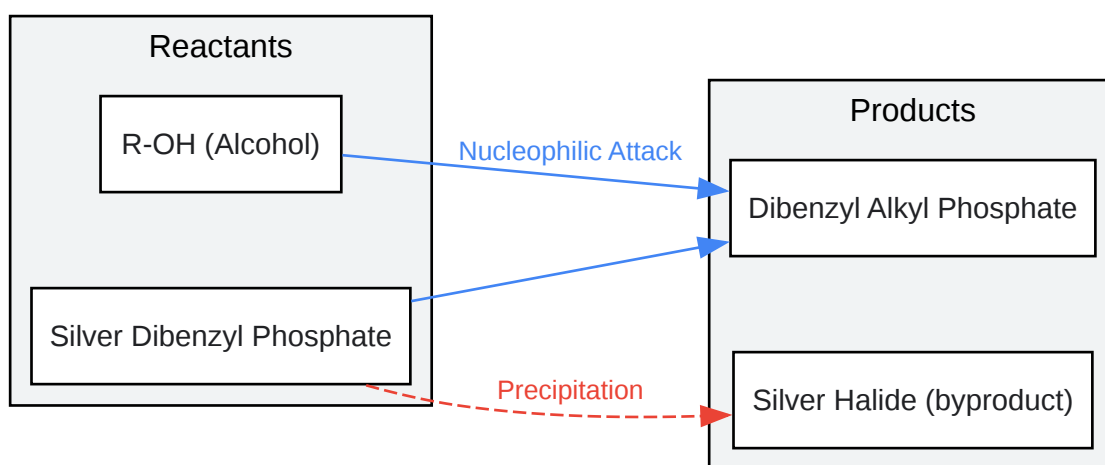 Reactants
R-OH (Alcohol)
Silver Dibenzyl Phosphate
Nucleophilic Attack
Precipitation
Products
Dibenzyl Alkyl Phosphate
Silver Halide (byproduct)